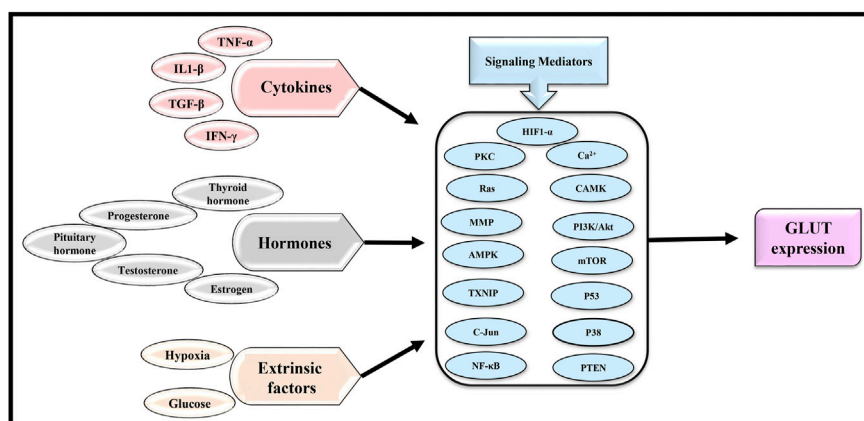 TNF-α
IL1-β
TGF-β
IFN-γ
Cytokines
Thyroid
hormone
Progesterone
Pituitary
hormone
Testosterone
Estrogen
Hormones
Hypoxia
Glucose
Extrinsic
factors
Signaling Mediators
HIF1-α
PKC
Ca²⁺
Ras
CAMK
MMP
PI3K/Akt
AMPK
mTOR
TXNIP
P53
C-Jun
P38
NF-κB
PTEN
GLUT
expression